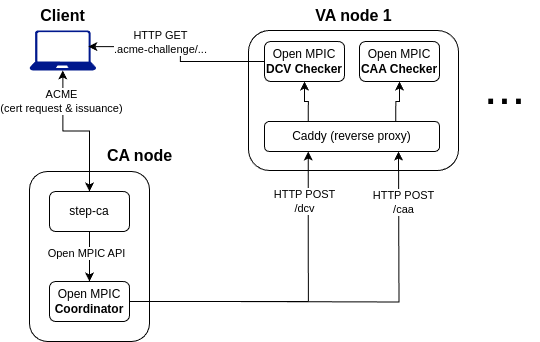 Client
VA node 1
HTTP GET
.acme-challenge/...
Open MPIC
DCV Checker
Open MPIC
CAA Checker
ACME
(cert request & issuance)
...
Caddy (reverse proxy)
CA node
HTTP POST
/dcv
HTTP POST
/caa
step-ca
Open MPIC API
Open MPIC
Coordinator